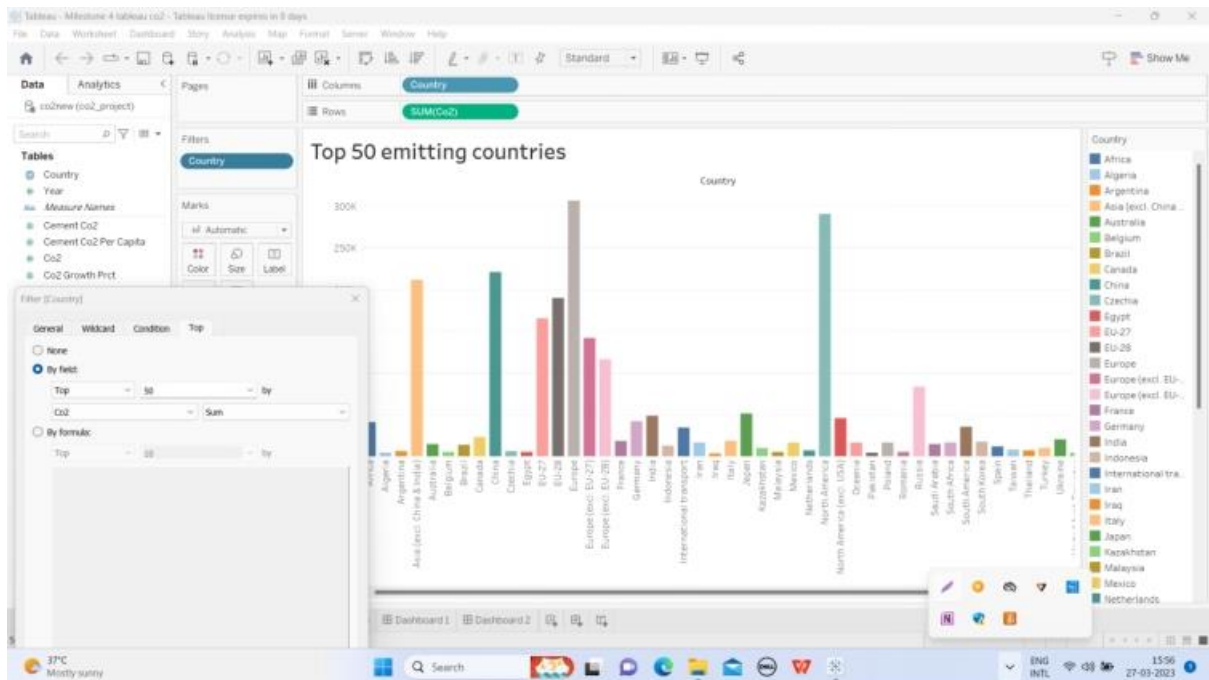 Tableau - Milestone 4 tableau co2 - Tableau license expires in 9 days
File Data Worksheet Dashboard Story Analysis Map Format Server Window Help
Standard
Show Me
Data Analytics
Pages
Columns
Country
co2new (co2_project)
Rows
SUM(Co2)
Search
Filters
Country
Tables
Country
Year
Measure Names
Cement Co2
Cement Co2 Per Capita
Co2
Co2 Growth Prct
Marks
Automatic
Color Size Label
Top 50 emitting countries
Country
300K
250K
Algeria
Argentina
Asia (excl. China & India)
Australia
Belgium
Brazil
Canada
China
Czechia
Egypt
EU-27
EU-28
Europe
Europe (excl. EU-27)
Europe (excl. EU-28)
France
Germany
India
Indonesia
International transport
Iran
Iraq
Italy
Japan
Kazakhstan
Malaysia
Mexico
Netherlands
North America
North America (excl. USA)
Oceania
Pakistan
Poland
Romania
Russia
Saudi Arabia
South Africa
South America
South Korea
Spain
Taiwan
Thailand
Turkey
Ukraine
Country
Africa
Algeria
Argentina
Asia (excl. China ...
Australia
Belgium
Brazil
Canada
China
Czechia
Egypt
EU-27
EU-28
Europe
Europe (excl. EU-...
Europe (excl. EU-...
France
Germany
India
Indonesia
International tra...
Iran
Iraq
Italy
Japan
Kazakhstan
Malaysia
Mexico
Netherlands
Filter [Country]
General Wildcard Condition Top
None
By field:
Top 50 by
Co2 Sum
By formula:
Top 10 by
Dashboard 1 Dashboard 2
37°C
Mostly sunny
Search
ENG
INTL
15:56
27-03-2023